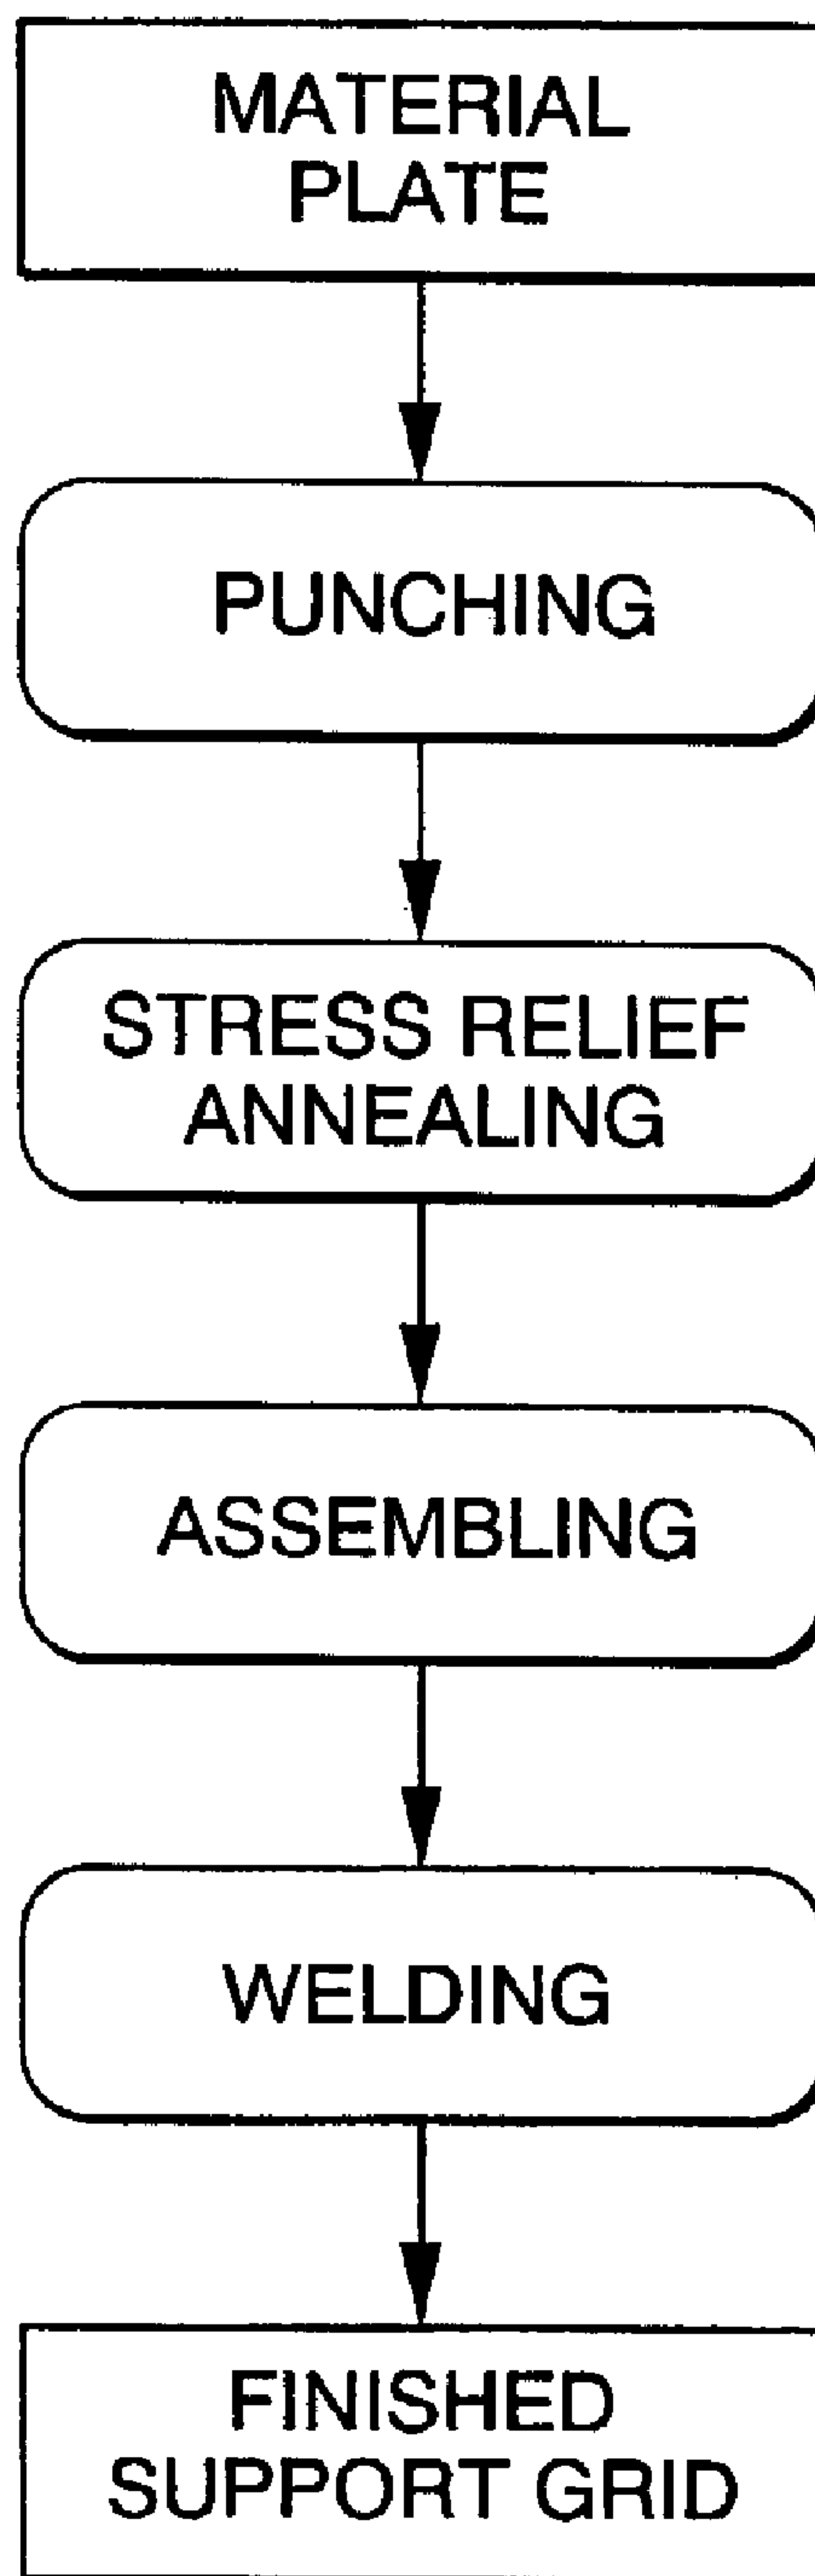 MATERIAL
PLATE
PUNCHING
STRESS RELIEF
ANNEALING
ASSEMBLING
WELDING
FINISHED
SUPPORT GRID